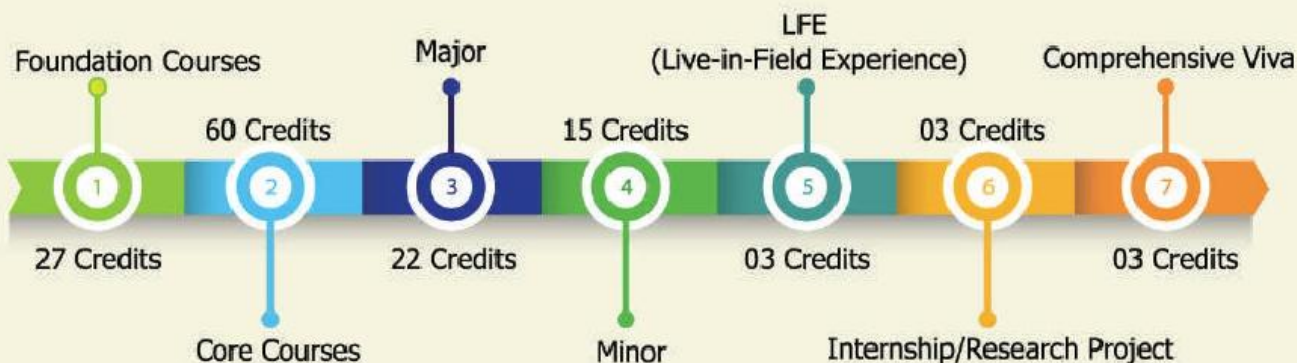 Foundation Courses
1
27 Credits
60 Credits
2
Core Courses
Major
3
22 Credits
15 Credits
4
Minor
LFE
(Live-in-Field Experience)
5
03 Credits
03 Credits
6
Internship/Research Project
Comprehensive Viva
7
03 Credits